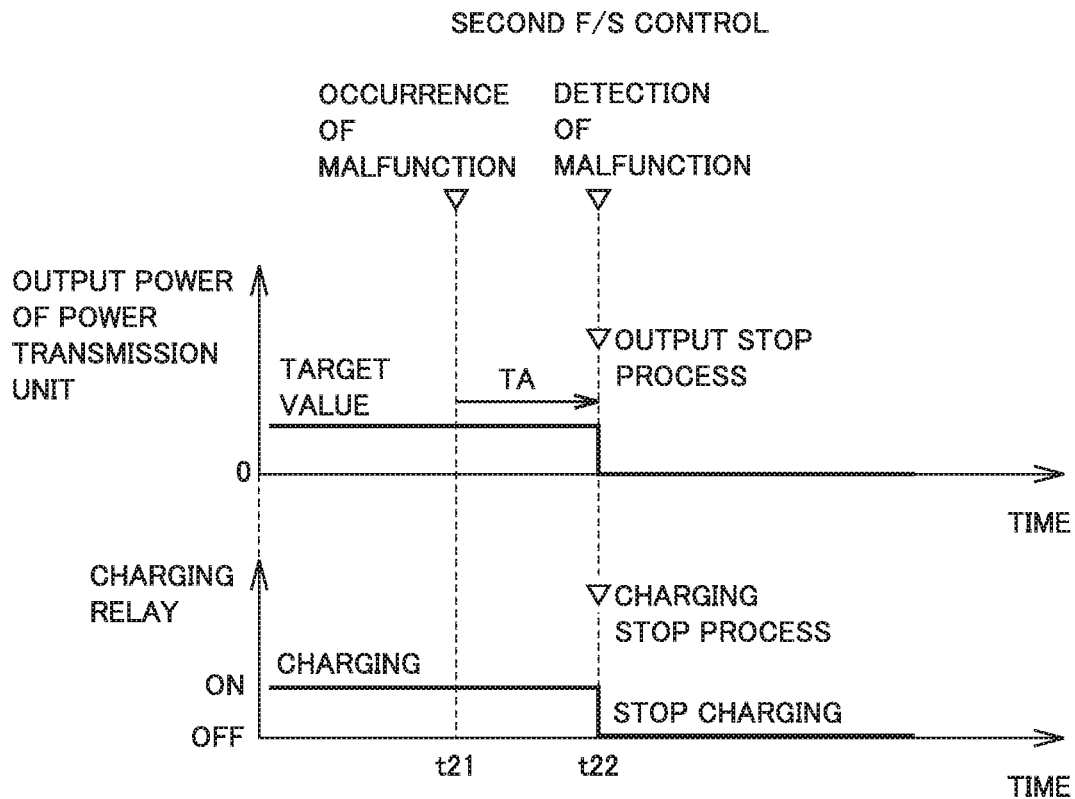 SECOND F/S CONTROL
OCCURRENCE
OF
MALFUNCTION
DETECTION
OF
MALFUNCTION
OUTPUT POWER
OF POWER
TRANSMISSION
UNIT
TARGET
VALUE
TA
OUTPUT STOP
PROCESS
0
TIME
CHARGING
RELAY
CHARGING
STOP PROCESS
CHARGING
ON
STOP CHARGING
OFF
t21
t22
TIME